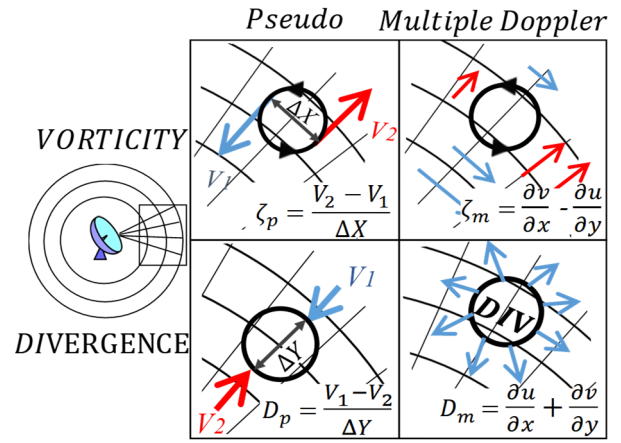 Pseudo
Multiple Doppler
VORTICITY
ΔX
V₁
V₂
ζₚ = (V₂ − V₁)/ΔX
ζₘ = ∂v/∂x - ∂u/∂y
DIVERGENCE
V₁
ΔY
V₂
Dₚ = (V₁−V₂)/ΔY
DIV
Dₘ = ∂u/∂x + ∂v/∂y